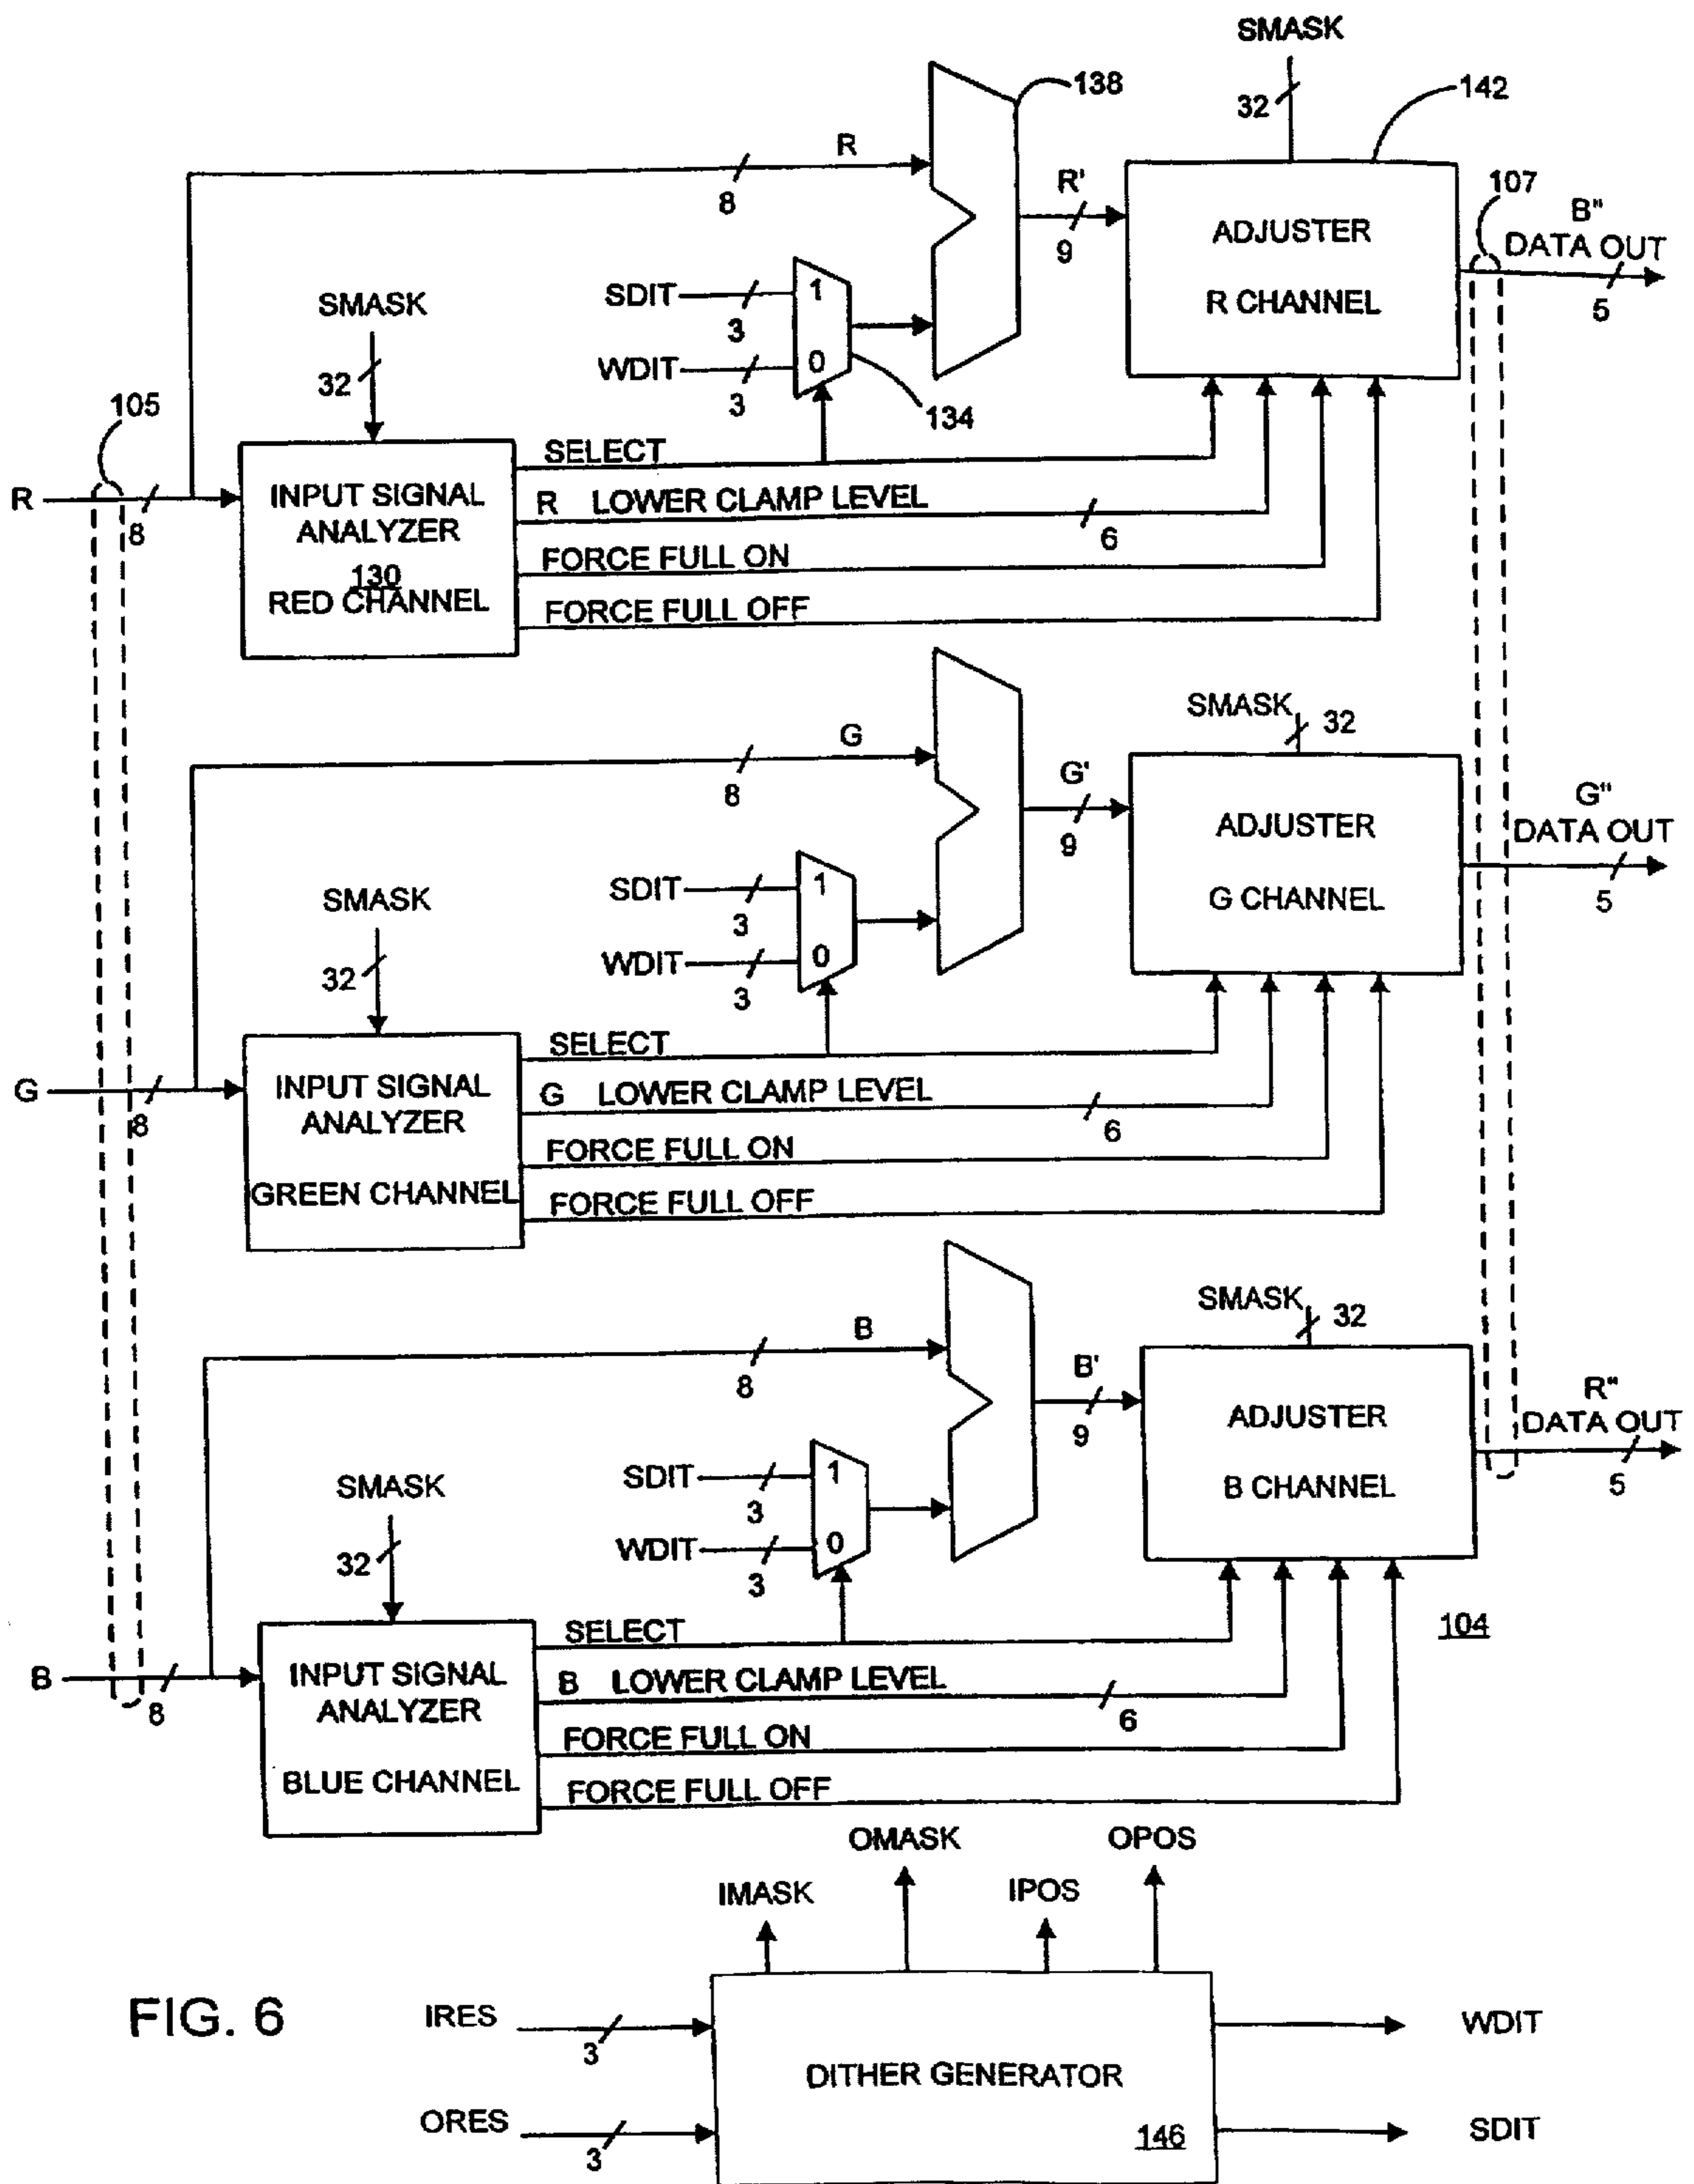 SMASK
138
32
142
R
8
R'
9
107
B"
DATA OUT
5
ADJUSTER
R CHANNEL
SDIT
3
1
WDIT
3
0
134
SMASK
32
105
R
8
INPUT SIGNAL
ANALYZER
130
RED CHANNEL
SELECT
R LOWER CLAMP LEVEL
6
FORCE FULL ON
FORCE FULL OFF
SMASK
32
G
8
G'
9
ADJUSTER
G CHANNEL
G"
DATA OUT
5
SDIT
3
1
WDIT
3
0
SMASK
32
G
8
INPUT SIGNAL
ANALYZER
GREEN CHANNEL
SELECT
G LOWER CLAMP LEVEL
6
FORCE FULL ON
FORCE FULL OFF
SMASK
32
B
8
B'
9
ADJUSTER
B CHANNEL
R"
DATA OUT
5
SDIT
3
1
WDIT
3
0
SMASK
32
B
8
INPUT SIGNAL
ANALYZER
BLUE CHANNEL
SELECT
B LOWER CLAMP LEVEL
6
FORCE FULL ON
FORCE FULL OFF
104
OMASK
OPOS
IMASK
IPOS
FIG. 6
IRES
3
ORES
3
DITHER GENERATOR
146
WDIT
SDIT